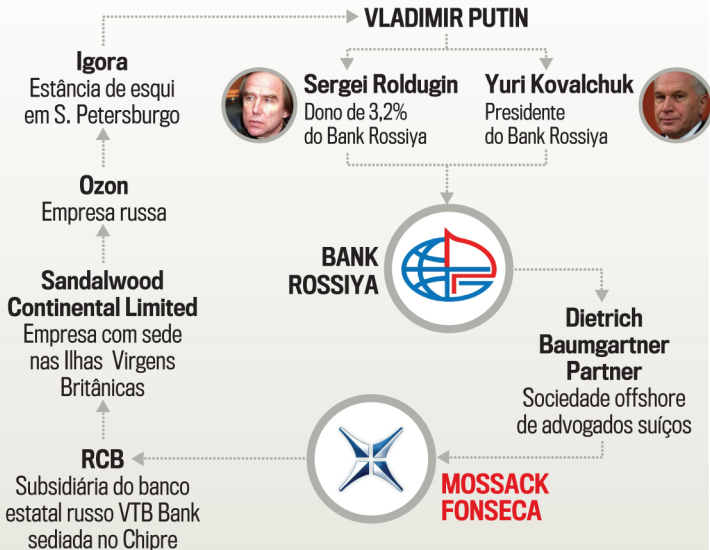 VLADIMIR PUTIN
Igora
Estância de esqui
em S. Petersburgo
Sergei Roldugin
Dono de 3,2%
do Bank Rossiya
Yuri Kovalchuk
Presidente
do Bank Rossiya
Ozon
Empresa russa
BANK
ROSSIYA
Sandalwood
Continental Limited
Empresa com sede
nas Ilhas Virgens
Britânicas
Dietrich
Baumgartner
Partner
Sociedade offshore
de advogados suíços
MOSSACK
FONSECA
RCB
Subsidiária do banco
estatal russo VTB Bank
sediada no Chipre